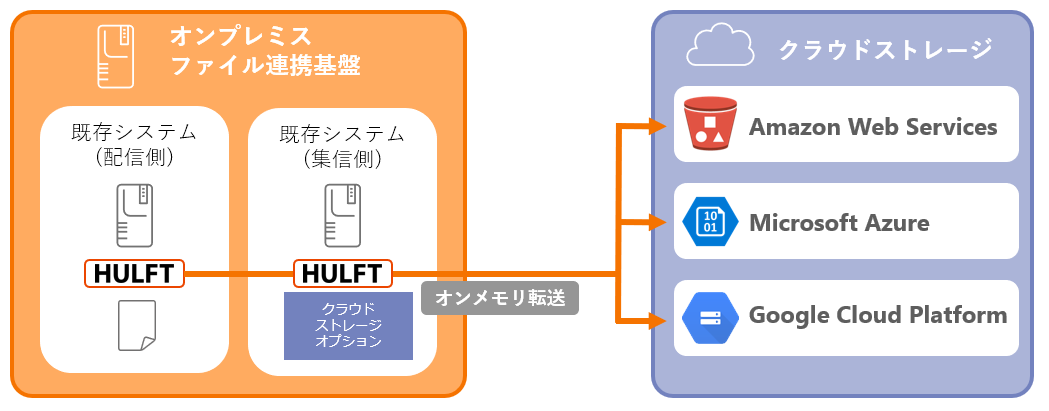 オンプレミス
ファイル連携基盤
既存システム
(配信側)
HULFT
既存システム
(集信側)
HULFT
クラウド
ストレージ
オプション
オンメモリ転送
クラウドストレージ
Amazon Web Services
10
01
Microsoft Azure
Google Cloud Platform